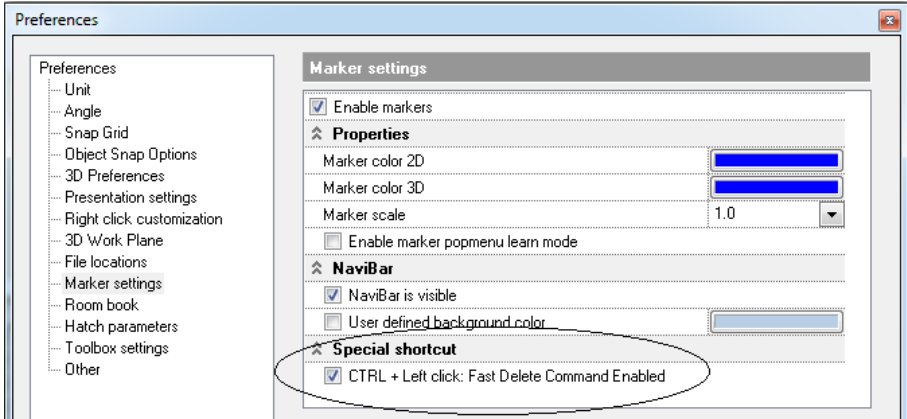 Preferences
Preferences
Unit
Angle
Snap Grid
Object Snap Options
3D Preferences
Presentation settings
Right click customization
3D Work Plane
File locations
Marker settings
Room book
Hatch parameters
Toolbox settings
Other
Marker settings
Enable markers
Properties
Marker color 2D
Marker color 3D
Marker scale 1.0
Enable marker popmenu learn mode
NaviBar
NaviBar is visible
User defined background color
Special shortcut
CTRL + Left click: Fast Delete Command Enabled